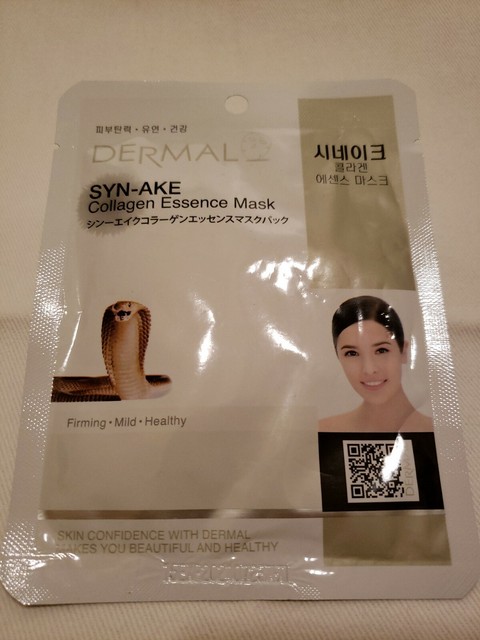 피부탄력 · 유연 · 건강
DERMAL
시네이크
콜라겐
에센스 마스크
SYN-AKE
Collagen Essence Mask
シンーエイクコラーゲンエッセンスマスクパック
Firming · Mild · Healthy
DERMAL
SKIN CONFIDENCE WITH DERMAL
MAKES YOU BEAUTIFUL AND HEALTHY